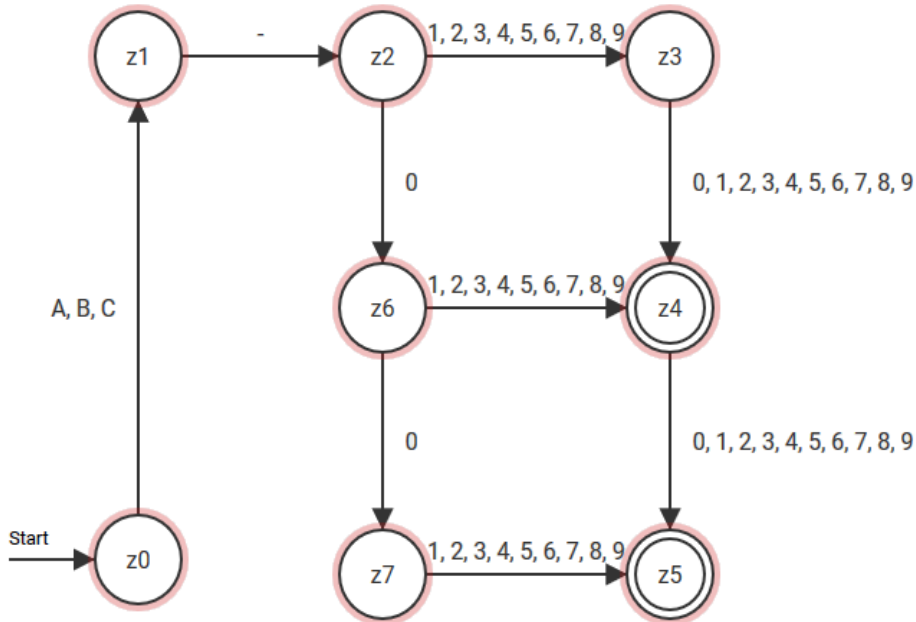 z1
-
z2
1, 2, 3, 4, 5, 6, 7, 8, 9
z3
0
0, 1, 2, 3, 4, 5, 6, 7, 8, 9
A, B, C
z6
1, 2, 3, 4, 5, 6, 7, 8, 9
z4
0
0, 1, 2, 3, 4, 5, 6, 7, 8, 9
Start
z0
z7
1, 2, 3, 4, 5, 6, 7, 8, 9
z5